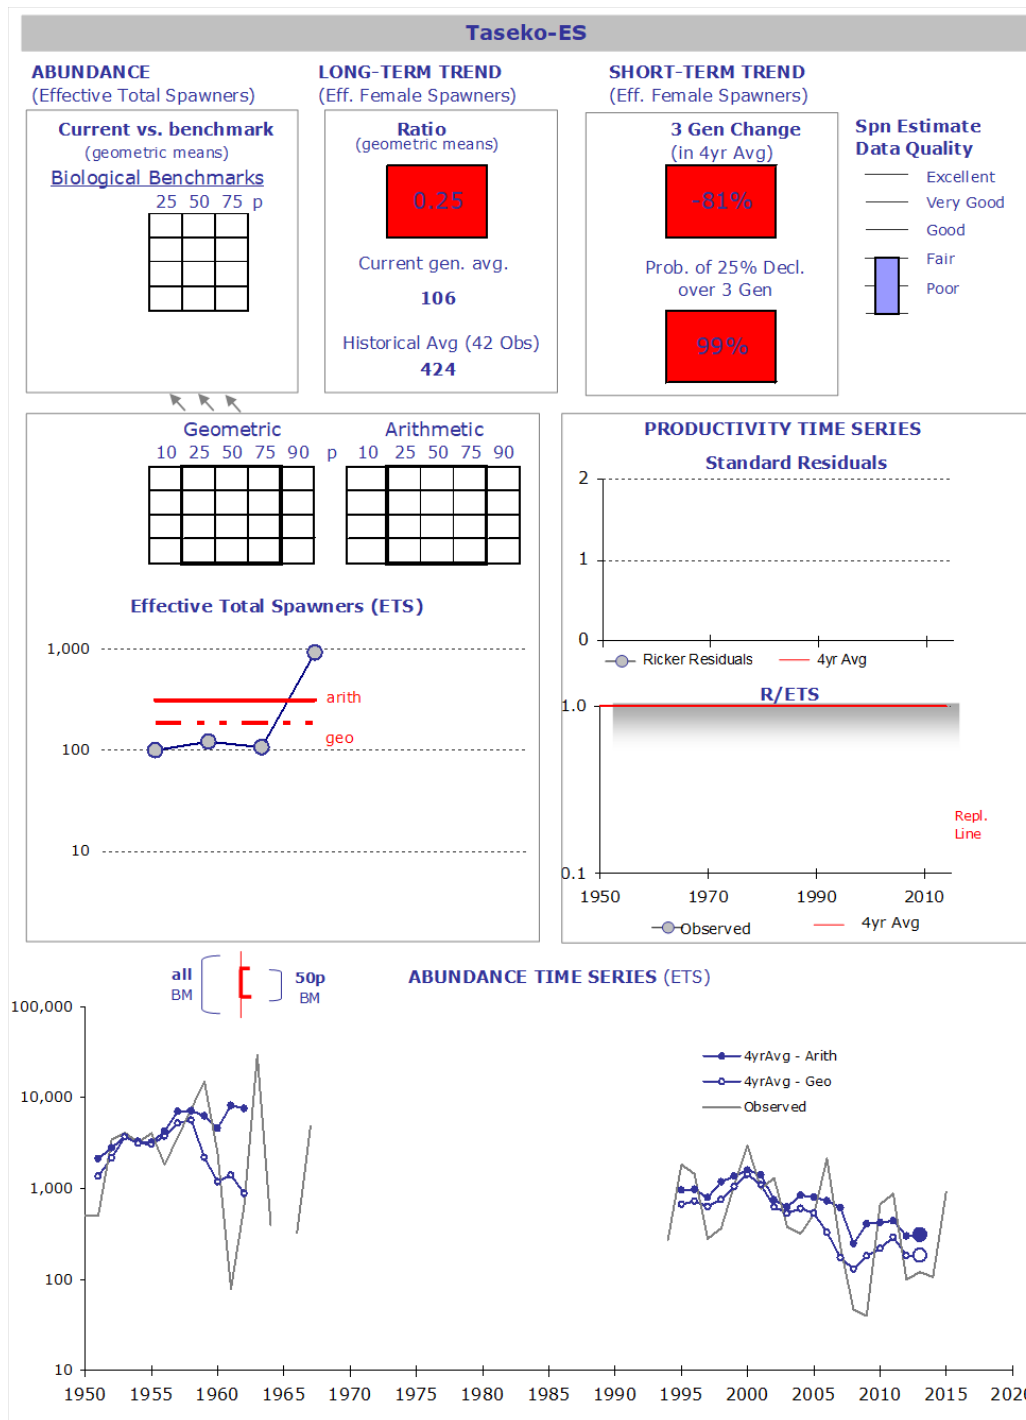 Taseko-ES
ABUNDANCE
(Effective Total Spawners)
LONG-TERM TREND
(Eff. Female Spawners)
SHORT-TERM TREND
(Eff. Female Spawners)
Current vs. benchmark
(geometric means)
Biological Benchmarks
25 50 75 p
Ratio
(geometric means)
0.25
Current gen. avg.
106
Historical Avg (42 Obs)
424
3 Gen Change
(in 4yr Avg)
-81%
Prob. of 25% Decl.
over 3 Gen
99%
Spn Estimate
Data Quality
Excellent
Very Good
Good
Fair
Poor
Geometric
10 25 50 75 90 p
Arithmetic
10 25 50 75 90
Effective Total Spawners (ETS)
1,000
100
10
arith
geo
PRODUCTIVITY TIME SERIES
Standard Residuals
2
1
0
Ricker Residuals
4yr Avg
R/ETS
1.0
0.1
Repl.
Line
1950 1970 1990 2010
Observed
4yr Avg
all
BM
50p
BM
ABUNDANCE TIME SERIES (ETS)
100,000
10,000
1,000
100
10
4yrAvg - Arith
4yrAvg - Geo
Observed
1950 1955 1960 1965 1970 1975 1980 1985 1990 1995 2000 2005 2010 2015 2020